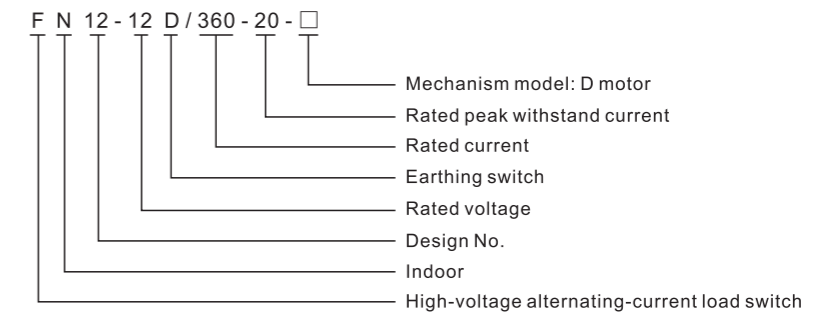 F N 12 - 12 D / 360 - 20 - □
Mechanism model: D motor
Rated peak withstand current
Rated current
Earthing switch
Rated voltage
Design No.
Indoor
High-voltage alternating-current load switch